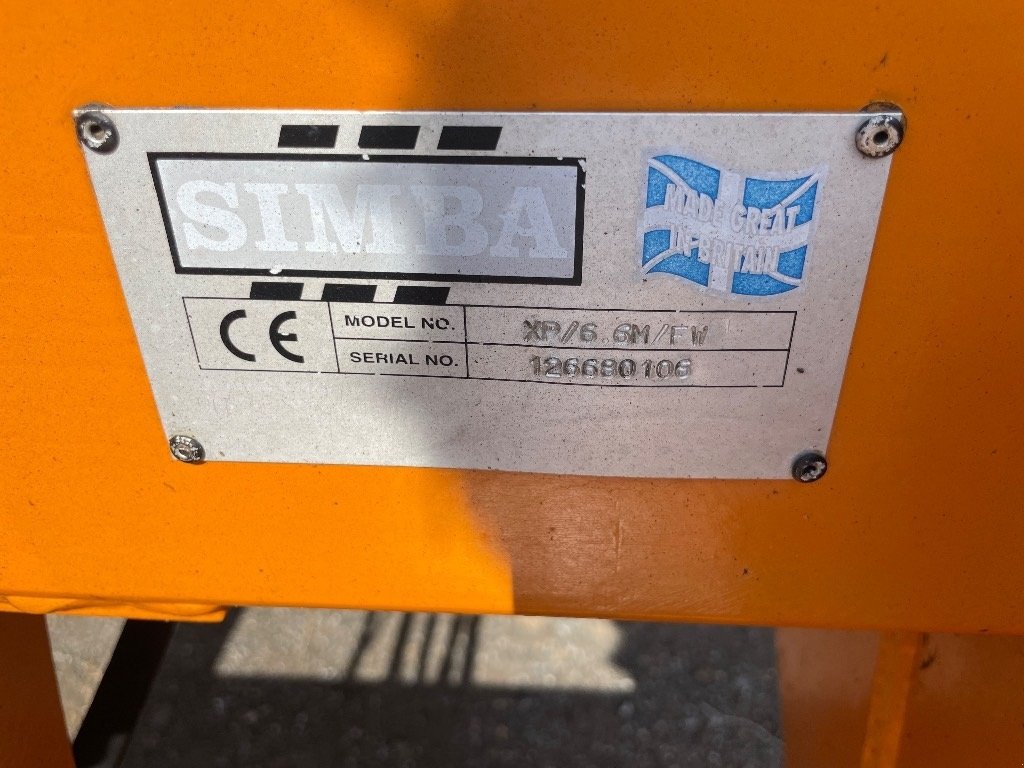 SIMBA
MADE GREAT
IN BRITAIN
CE
MODEL NO. XP/6.6M/FW
SERIAL NO. 126680106